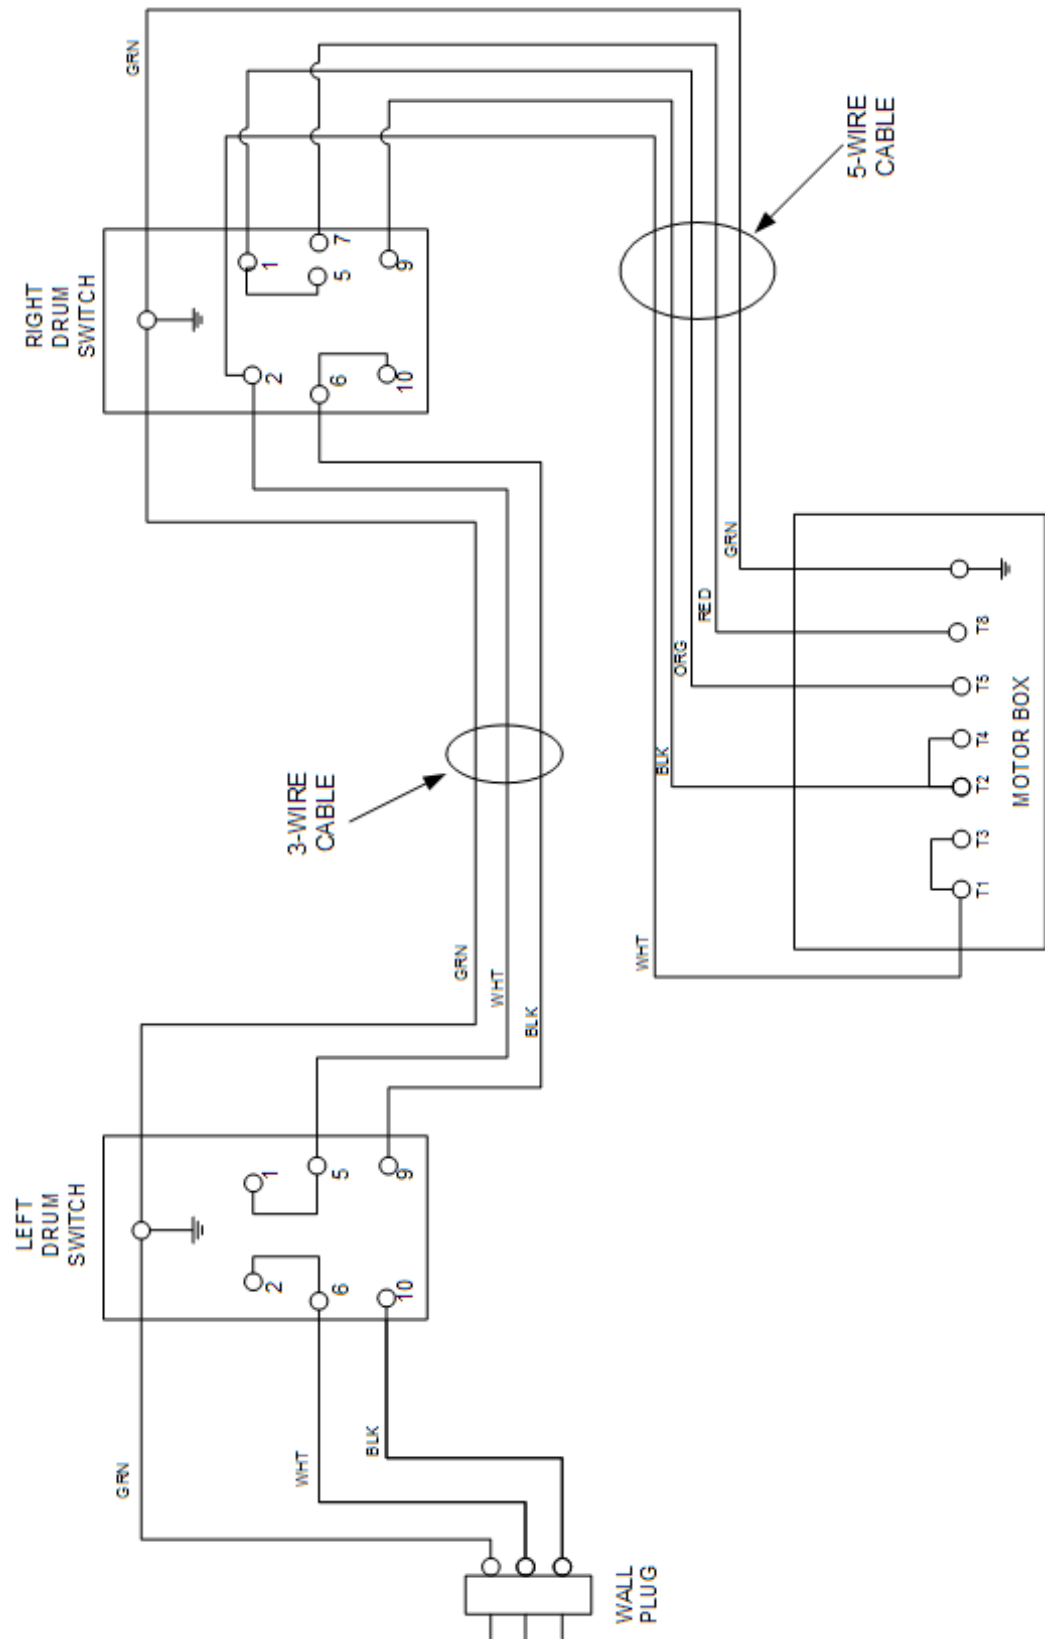 LEFT
DRUM
SWITCH
RIGHT
DRUM
SWITCH
GRN
GRN
2
1
2
1
WHT
3-WIRE
CABLE
6
5
6
5
7
BLK
10
9
10
9
GRN
WHT
BLK
WALL
PLUG
WHT
BLK
ORG
RED
GRN
5-WIRE
CABLE
T1
T3
T2
T4
T5
T8
MOTOR BOX